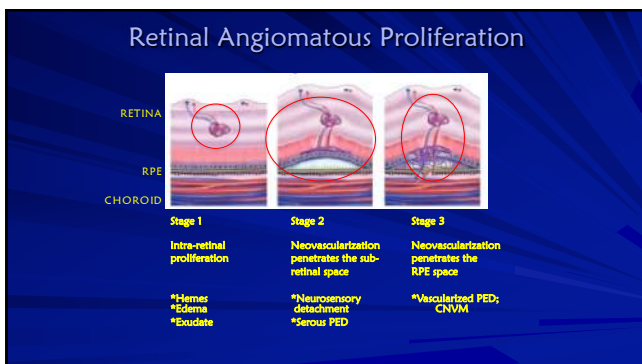 Retinal Angiomatous Proliferation
RETINA
RPE
CHOROID
Stage 1
Intra-retinal
proliferation
*Hemes
*Edema
*Exudate
Stage 2
Neovascularization
penetrates the sub-
retinal space
*Neurosensory
detachment
*Serous PED
Stage 3
Neovascularization
penetrates the
RPE space
*Vascularized PED;
CNVM